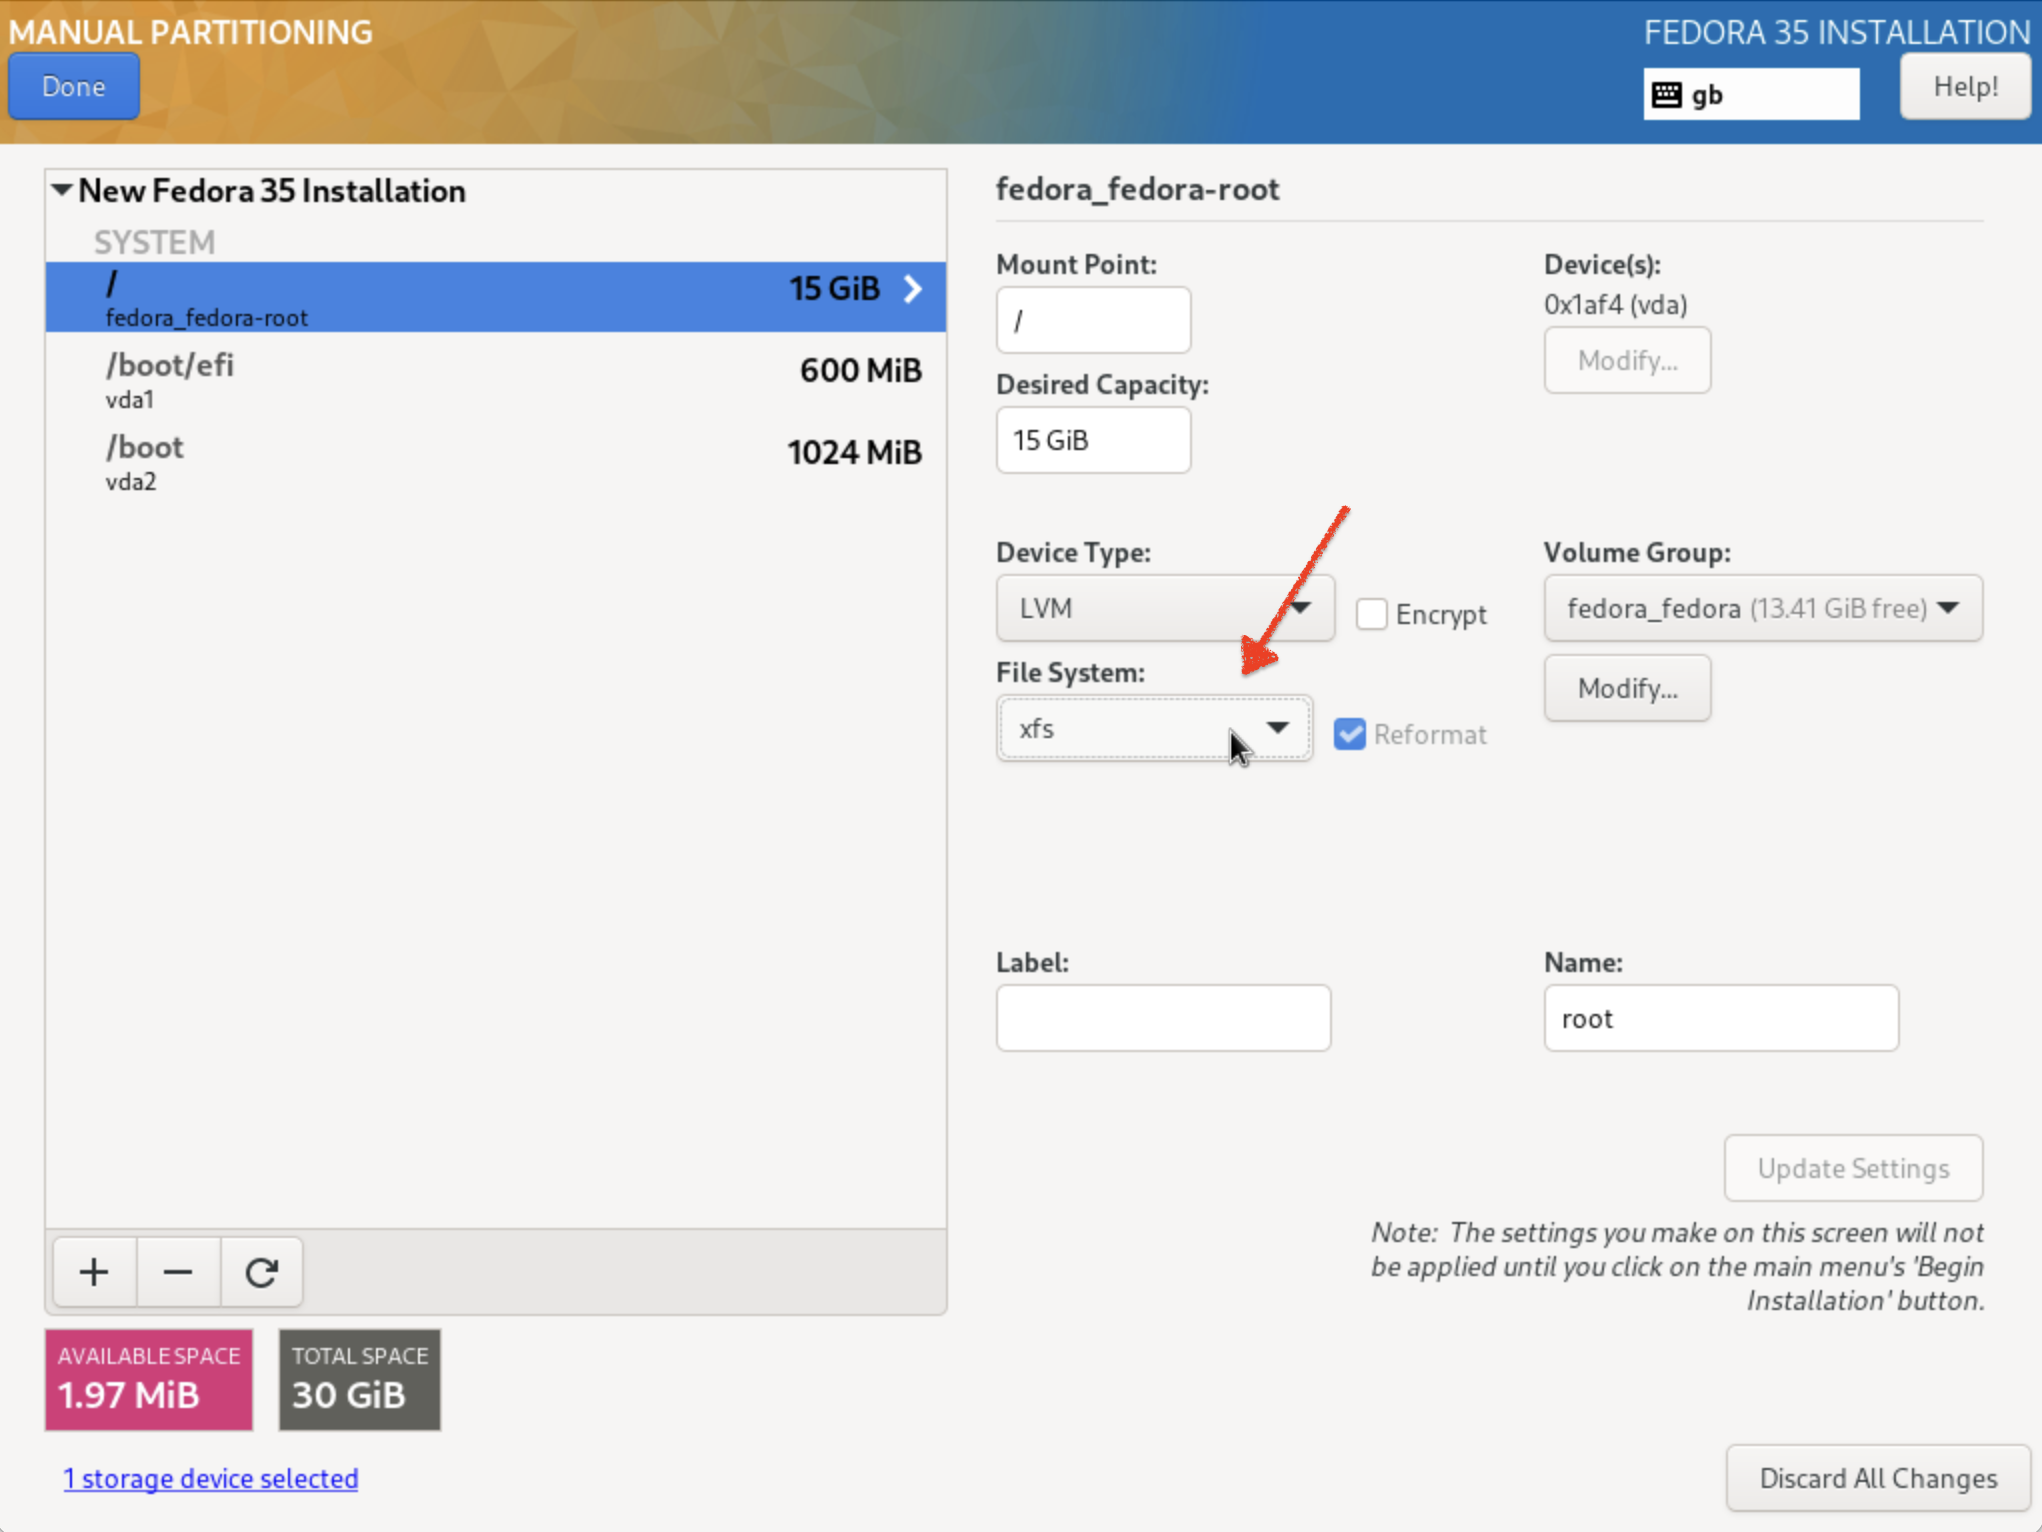 MANUAL PARTITIONING
FEDORA 35 INSTALLATION
Done
gb
Help!
New Fedora 35 Installation
SYSTEM
/
15 GiB
fedora_fedora-root
/boot/efi
600 MiB
vda1
/boot
1024 MiB
vda2
fedora_fedora-root
Mount Point:
/
Desired Capacity:
15 GiB
Device(s):
0x1af4 (vda)
Modify...
Device Type:
LVM
Encrypt
Volume Group:
fedora_fedora (13.41 GiB free)
File System:
xfs
Reformat
Modify...
Label:
Name:
root
Update Settings
Note: The settings you make on this screen will not
be applied until you click on the main menu's 'Begin
Installation' button.
AVAILABLE SPACE
1.97 MiB
TOTAL SPACE
30 GiB
1 storage device selected
Discard All Changes